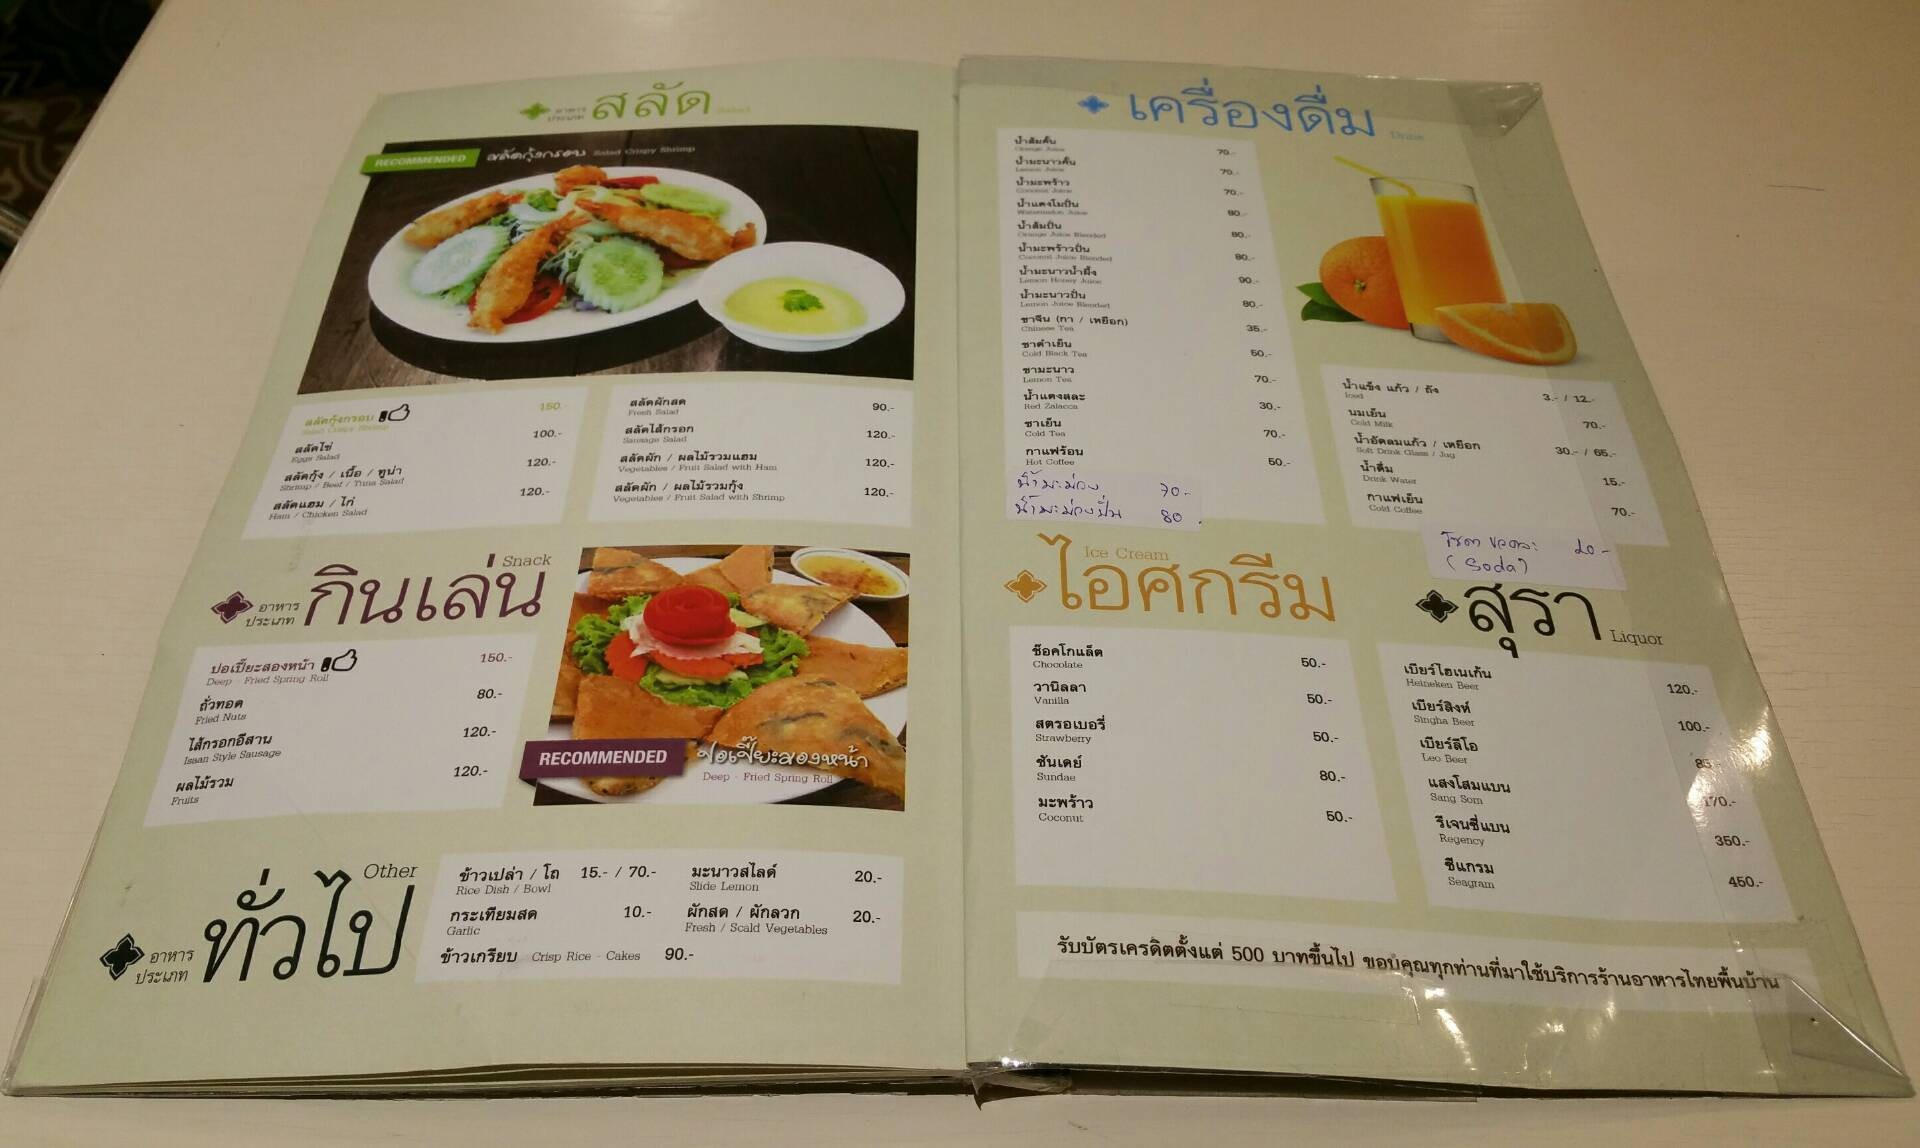 อาหาร
ประเภท สลัด Salad
RECOMMENDED สลัดกุ้งกรอบ Salad Crispy Shrimp
สลัดกุ้งกรอบ 150.-
Salad Crispy Shrimp
สลัดไข่ 100.-
Eggs Salad
สลัดกุ้ง / เนื้อ / ทูน่า 120.-
Shrimp / Beef / Tuna Salad
สลัดแฮม / ไก่ 120.-
Ham / Chicken Salad
สลัดผักสด 90.-
Fresh Salad
สลัดไส้กรอก 120.-
Sausage Salad
สลัดผัก / ผลไม้รวมแฮม 120.-
Vegetables / Fruit Salad with Ham
สลัดผัก / ผลไม้รวมกุ้ง 120.-
Vegetables / Fruit Salad with Shrimp
อาหาร
ประเภท กินเล่น Snack
ปอเปี๊ยะสองหน้า 150.-
Deep - Fried Spring Roll
ถั่วทอด 80.-
Fried Nuts
ไส้กรอกอีสาน 120.-
Isaan Style Sausage
ผลไม้รวม 120.-
Fruits
RECOMMENDED ปอเปี๊ยะสองหน้า
Deep - Fried Spring Roll
อาหาร
ประเภท ทั่วไป Other
ข้าวเปล่า / โถ 15.- / 70.-
Rice Dish / Bowl
กระเทียมสด 10.-
Garlic
ข้าวเกรียบ Crisp Rice - Cakes 90.-
มะนาวสไลด์ 20.-
Slide Lemon
ผักสด / ผักลวก 20.-
Fresh / Scald Vegetables
เครื่องดื่ม Drink
น้ำส้มคั้น 70.-
Orange Juice
น้ำมะนาวคั้น 70.-
Lemon Juice
น้ำมะพร้าว 70.-
Coconut Juice
น้ำแตงโมปั่น 80.-
Watermelon Juice
น้ำส้มปั่น 80.-
Orange Juice Blended
น้ำมะพร้าวปั่น 80.-
Coconut Juice Blended
น้ำมะนาวน้ำผึ้ง 90.-
Lemon Honey Juice
น้ำมะนาวปั่น 80.-
Lemon Juice Blended
ชาจีน (กา / เหยือก) 35.-
Chinese Tea
ชาดำเย็น 50.-
Cold Black Tea
ชามะนาว 70.-
Lemon Tea
น้ำแดงสละ 30.-
Red Zalacca
ชาเย็น 70.-
Cold Tea
กาแฟร้อน 50.-
Hot Coffee
น้ำมะม่วง 70.-
น้ำมะม่วงปั่น 80.
น้ำแข็ง แก้ว / ถัง 3.- / 12.-
Iced
นมเย็น 70.-
Cold Milk
น้ำอัดลมแก้ว / เหยือก 30.- / 65.-
Soft Drink Glass / Jug
น้ำดื่ม 15.-
Drink Water
กาแฟเย็น 70.-
Cold Coffee
โซดา ขวดละ 20-
(Soda)
Ice Cream
ไอศกรีม
ช็อคโกแล็ต 50.-
Chocolate
วานิลลา 50.-
Vanilla
สตรอเบอรี่ 50.-
Strawberry
ซันเดย์ 80.-
Sundae
มะพร้าว 50.-
Coconut
สุรา Liquor
เบียร์ไฮเนเก้น 120.-
Heineken Beer
เบียร์สิงห์ 100.-
Singha Beer
เบียร์ลีโอ 85.-
Leo Beer
แสงโสมแบน 170.-
Sang Som
รีเจนซี่แบน 350.-
Regency
ซีแกรม 450.-
Seagram
รับบัตรเครดิตตั้งแต่ 500 บาทขึ้นไป ขอบคุณทุกท่านที่มาใช้บริการร้านอาหารไทยพื้นบ้าน